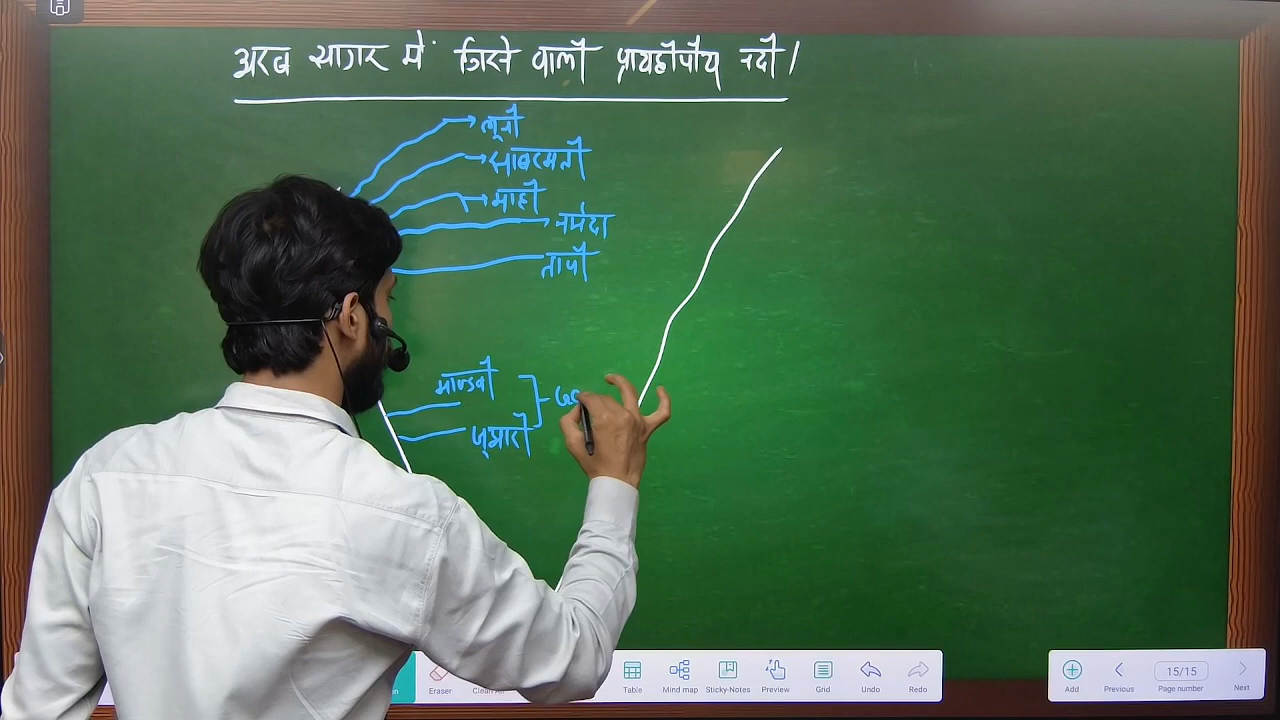 अरब सागर में गिरने वाली प्रायद्वीपीय नदी।
लूनी
साबरमती
माही
नर्मदा
तापी
माण्डवी
जुआरी
Eraser
Table
Mind map
Sticky-Notes
Preview
Grid
Undo
Redo
Add
Previous
15/15
Page number
Next